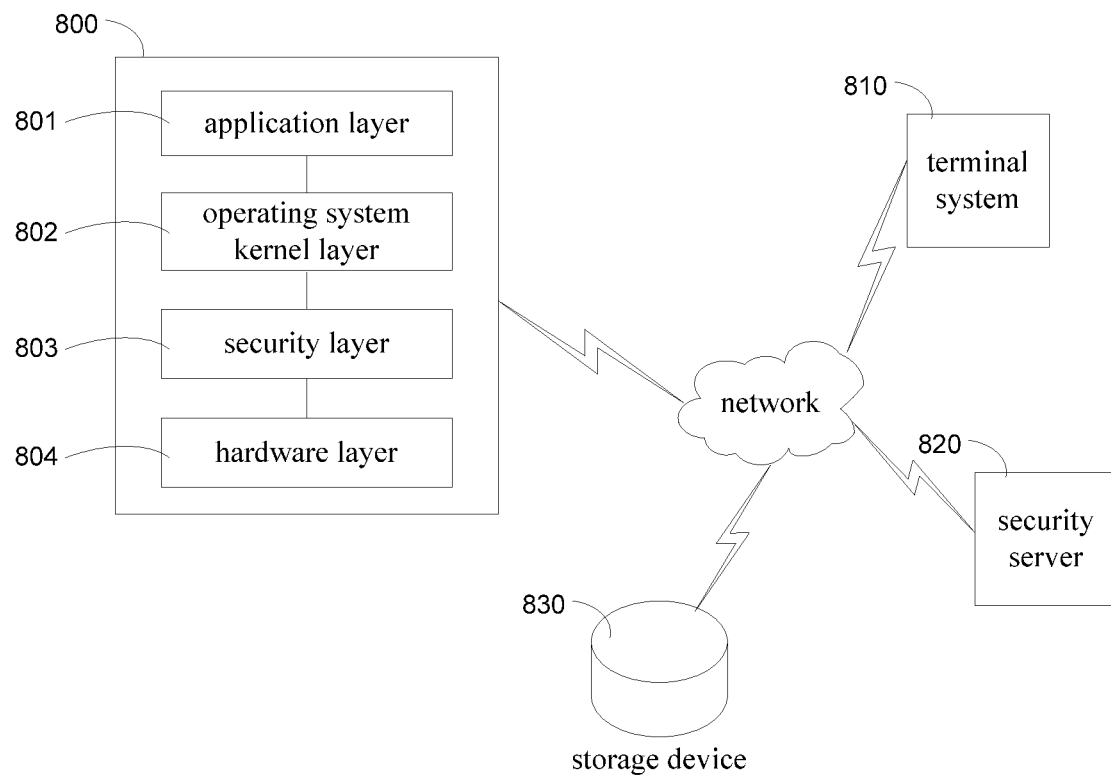 800
801
application layer
802
operating system
kernel layer
803
security layer
804
hardware layer
810
terminal
system
network
820
security
server
830
storage device